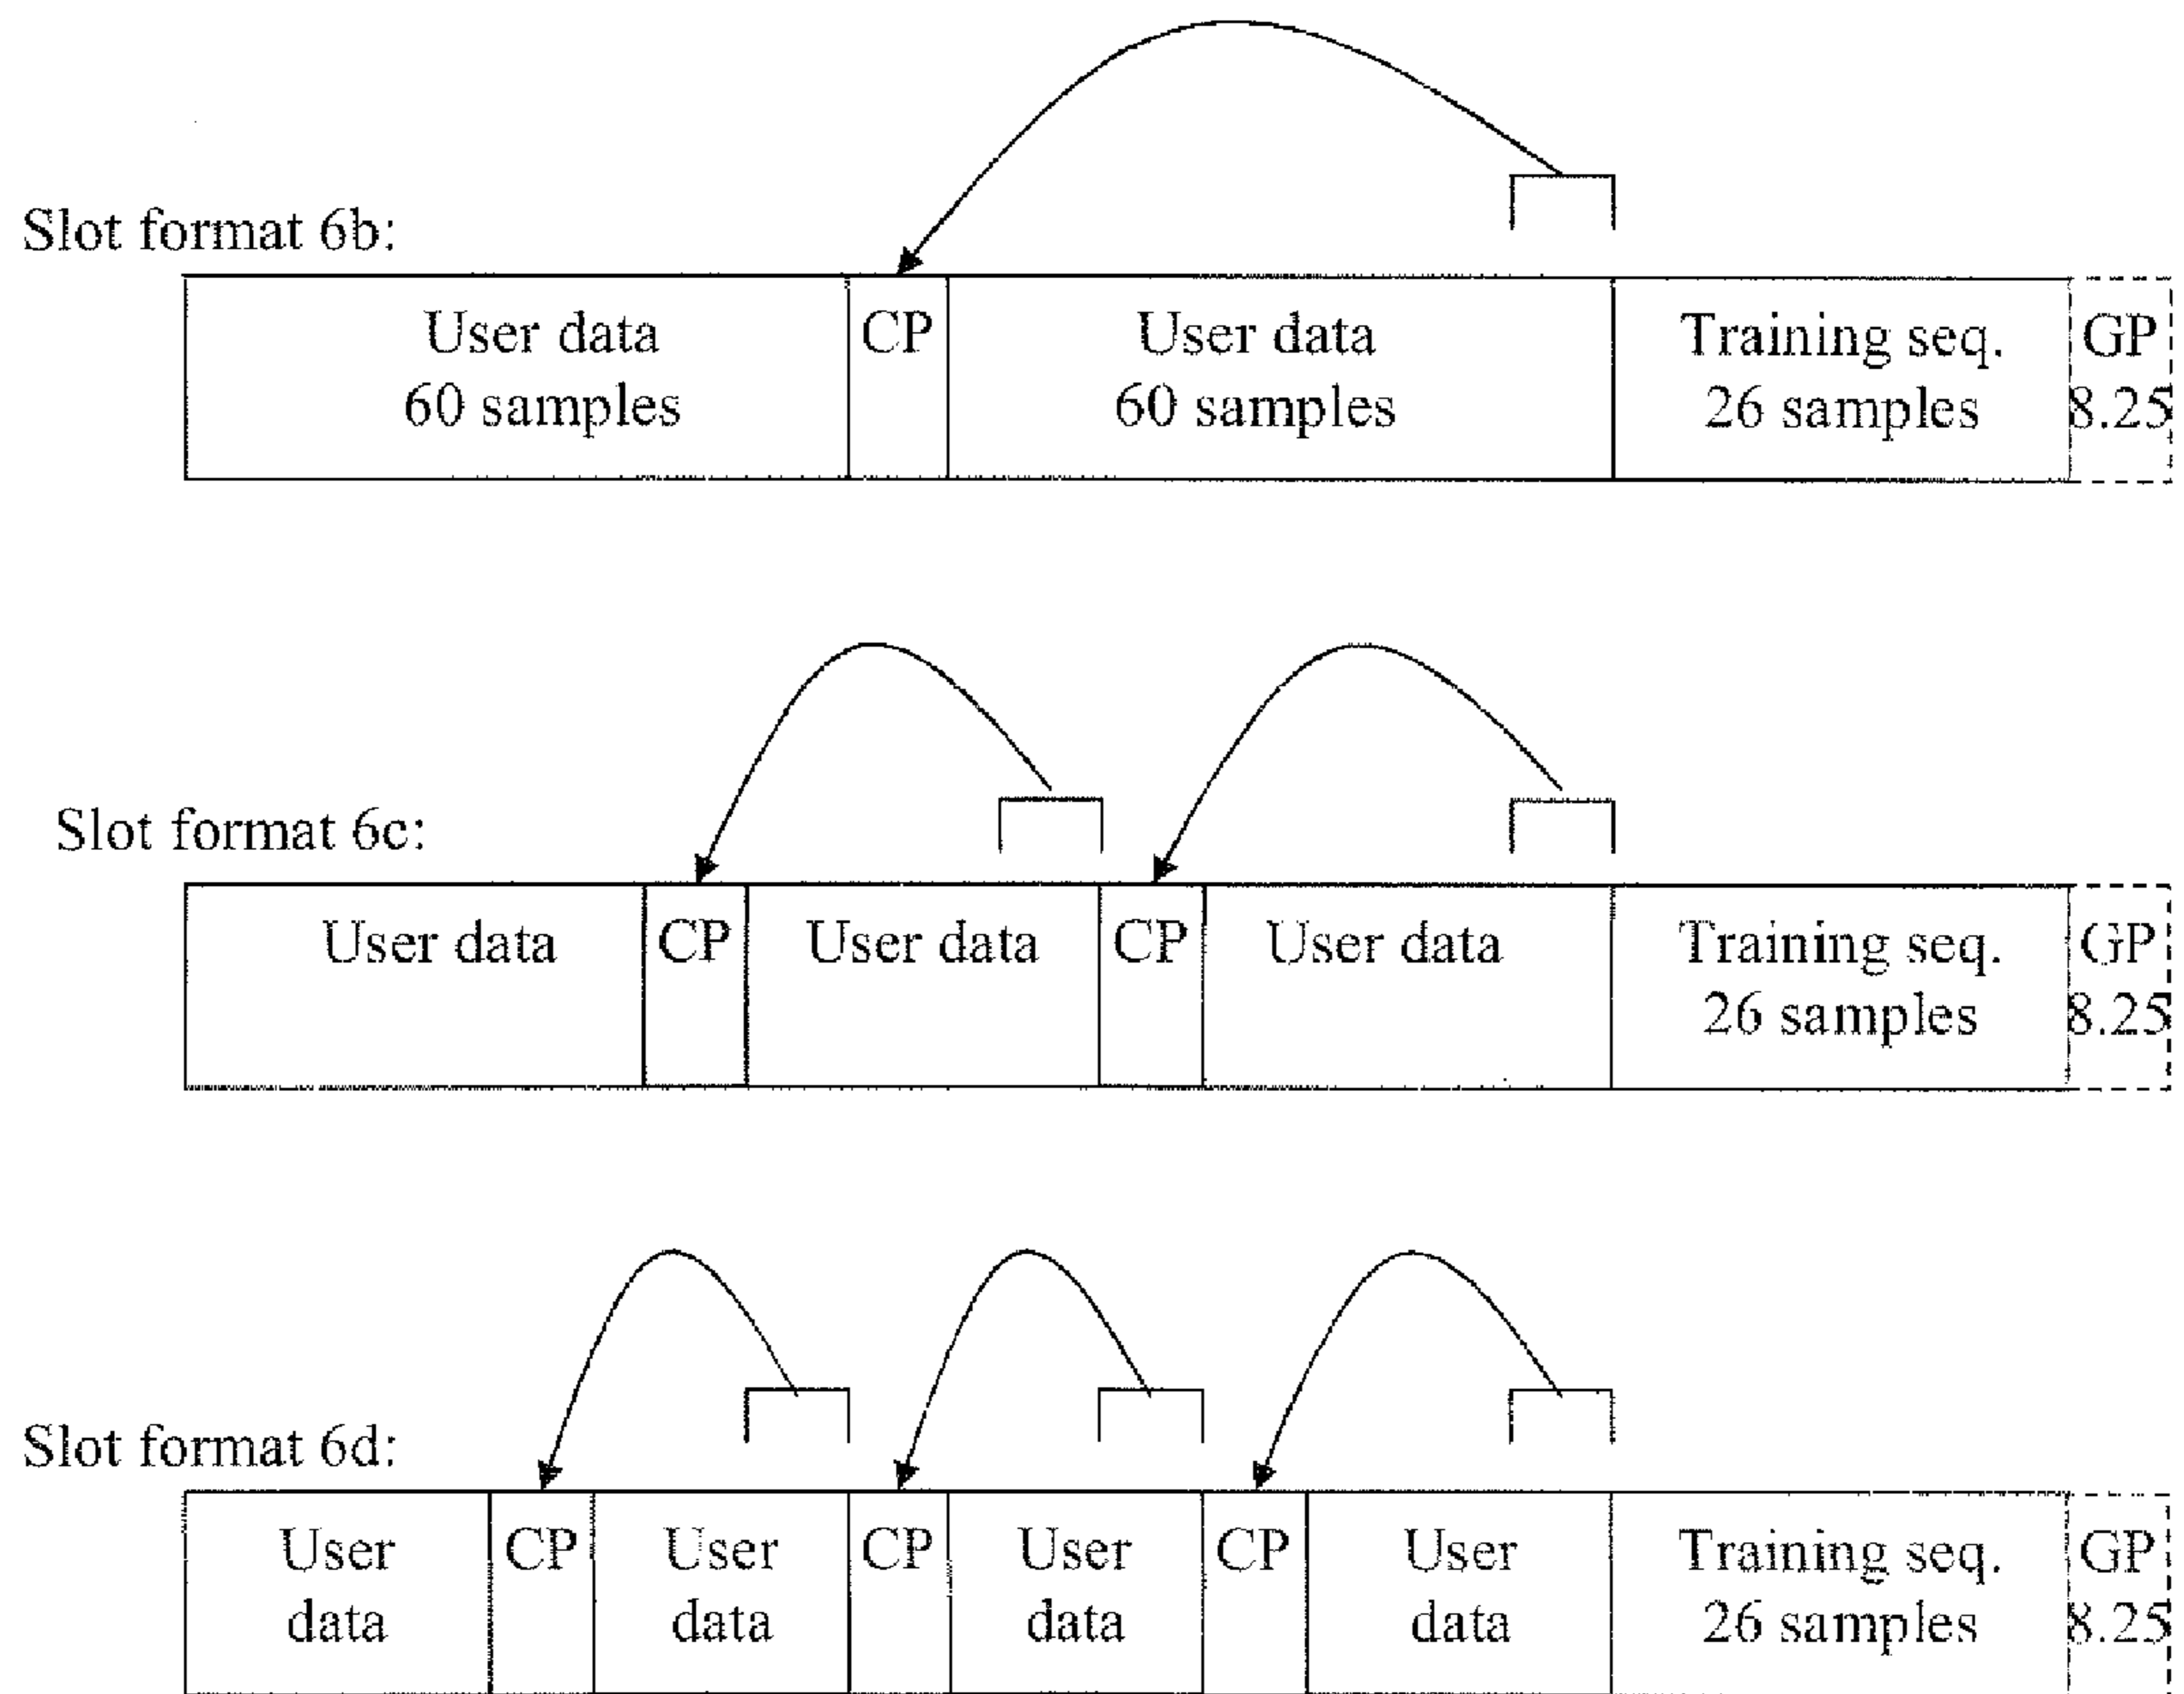 Slot format 6b:
User data
60 samples
CP
User data
60 samples
Training seq.
26 samples
GP
8.25
Slot format 6c:
User data
CP
User data
CP
User data
Training seq.
26 samples
GP
8.25
Slot format 6d:
User
data
CP
User
data
CP
User
data
CP
User
data
Training seq.
26 samples
GP
8.25